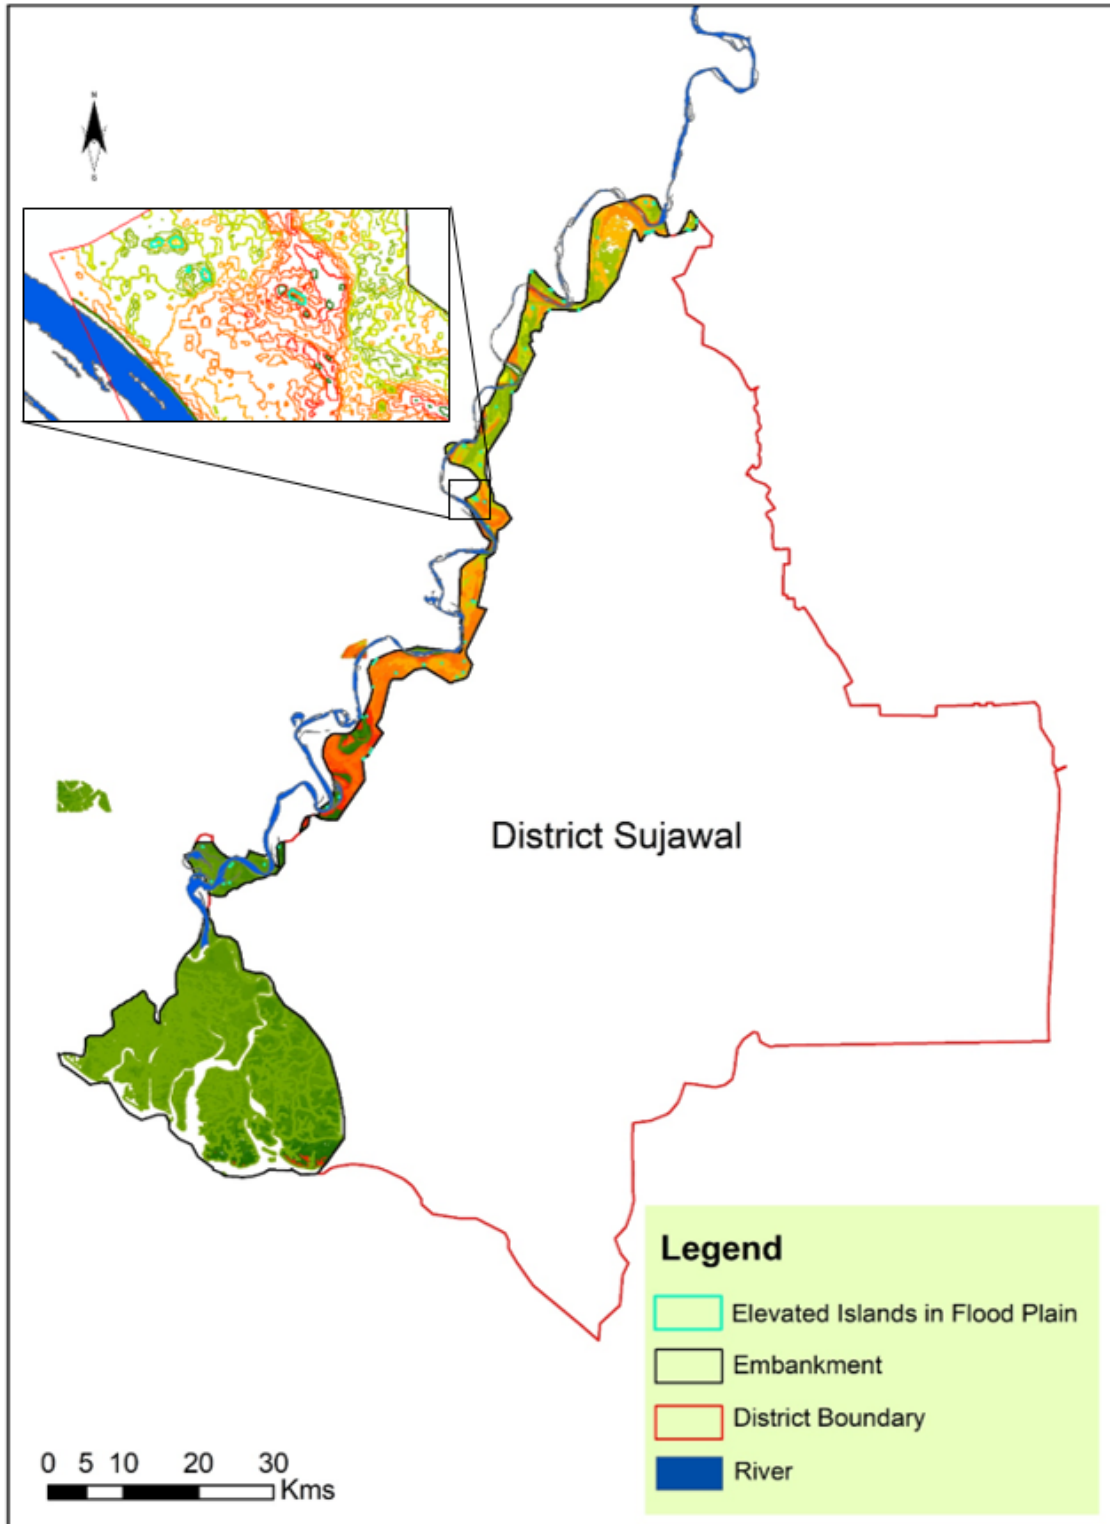 N
S
District Sujawal
Legend
Elevated Islands in Flood Plain
Embankment
District Boundary
River
0 5 10 20 30
Kms